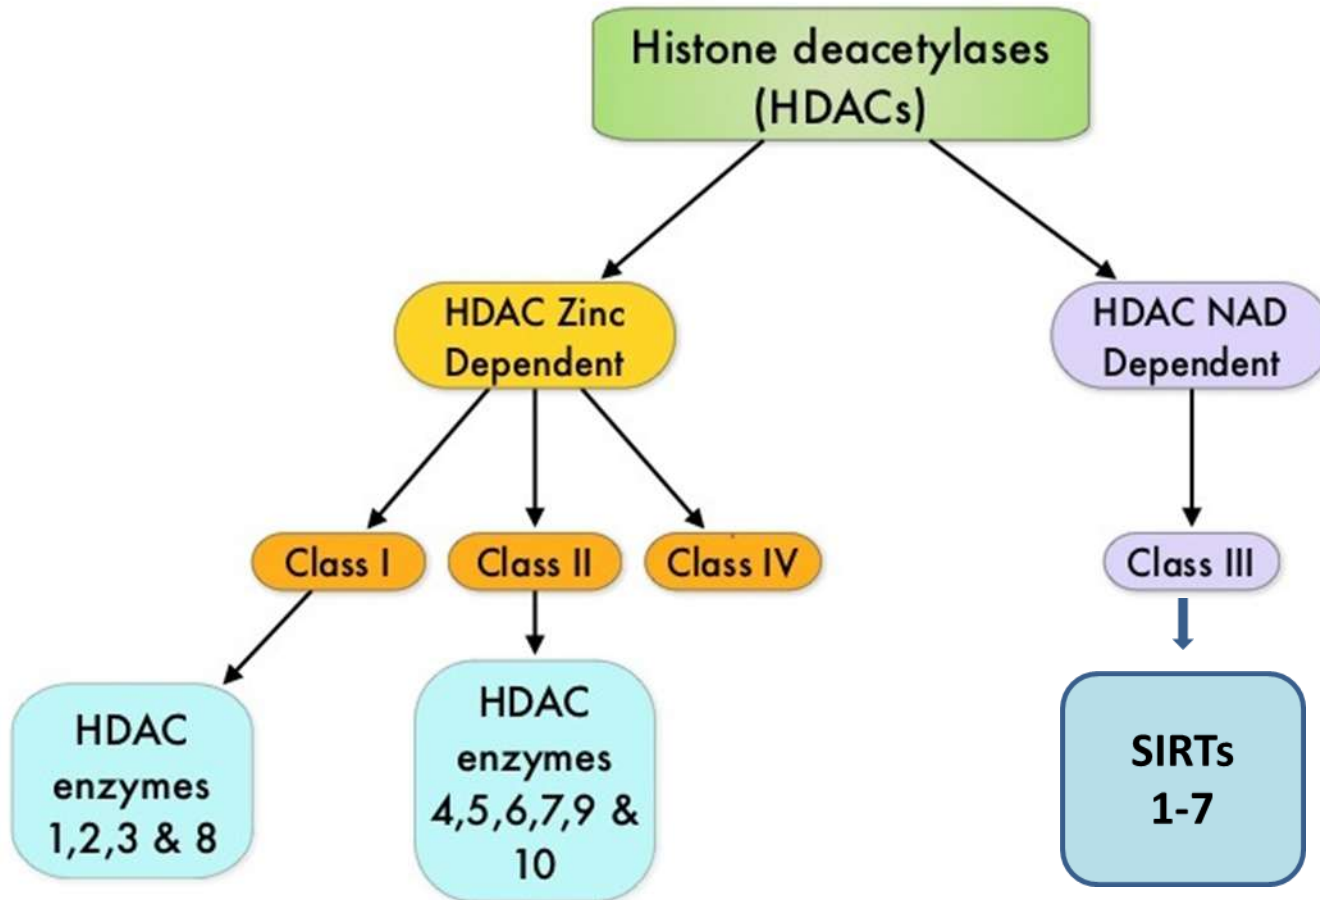 Histone deacetylases
(HDACs)
HDAC Zinc
Dependent
HDAC NAD
Dependent
Class I
Class II
Class IV
Class III
HDAC
enzymes
1,2,3 & 8
HDAC
enzymes
4,5,6,7,9 &
10
SIRTs
1-7